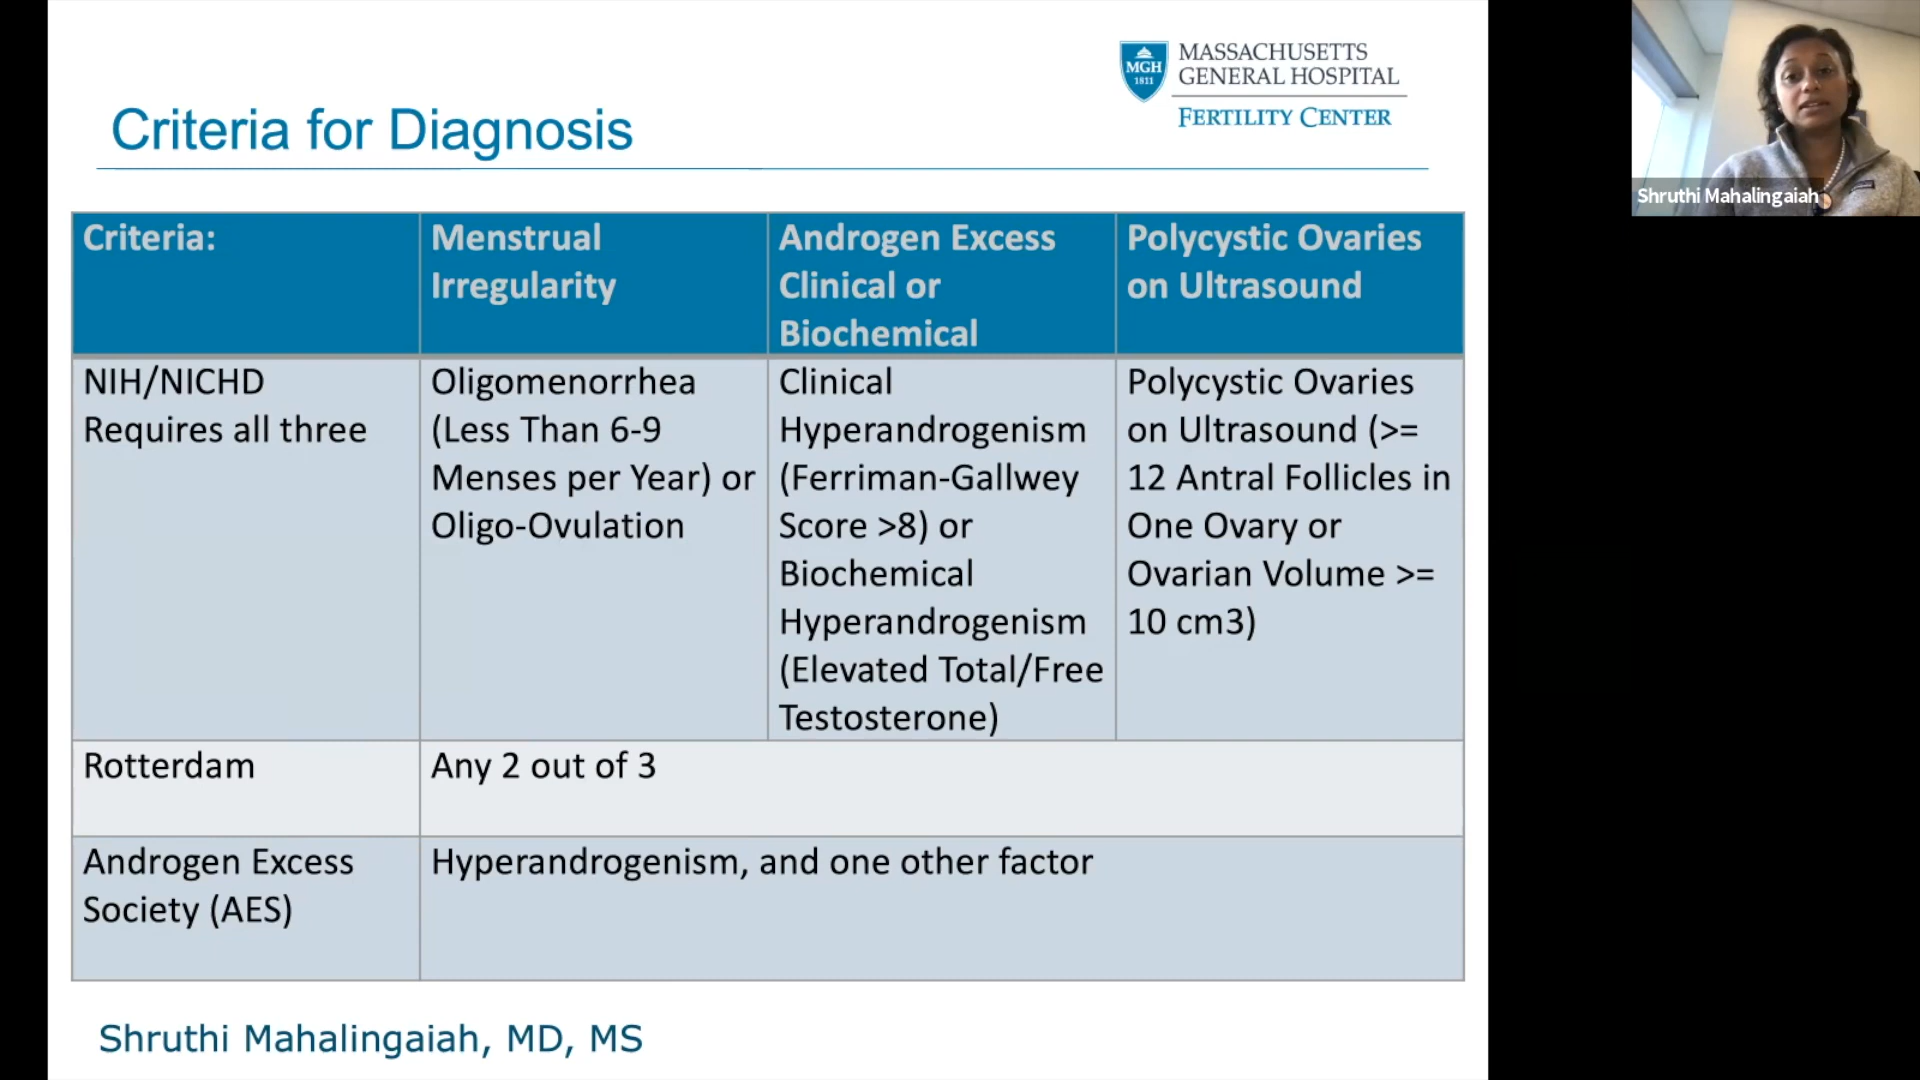 MASSACHUSETTS
GENERAL HOSPITAL
FERTILITY CENTER
MGH
1811
Criteria for Diagnosis
Shruthi Mahalingaiah
Criteria:
Menstrual
Irregularity
Androgen Excess
Clinical or
Biochemical
Polycystic Ovaries
on Ultrasound
NIH/NICHD
Requires all three
Oligomenorrhea
(Less Than 6-9
Menses per Year) or
Oligo-Ovulation
Clinical
Hyperandrogenism
(Ferriman-Gallwey
Score >8) or
Biochemical
Hyperandrogenism
(Elevated Total/Free
Testosterone)
Polycystic Ovaries
on Ultrasound (>=
12 Antral Follicles in
One Ovary or
Ovarian Volume >=
10 cm3)
Rotterdam
Any 2 out of 3
Androgen Excess
Society (AES)
Hyperandrogenism, and one other factor
Shruthi Mahalingaiah, MD, MS